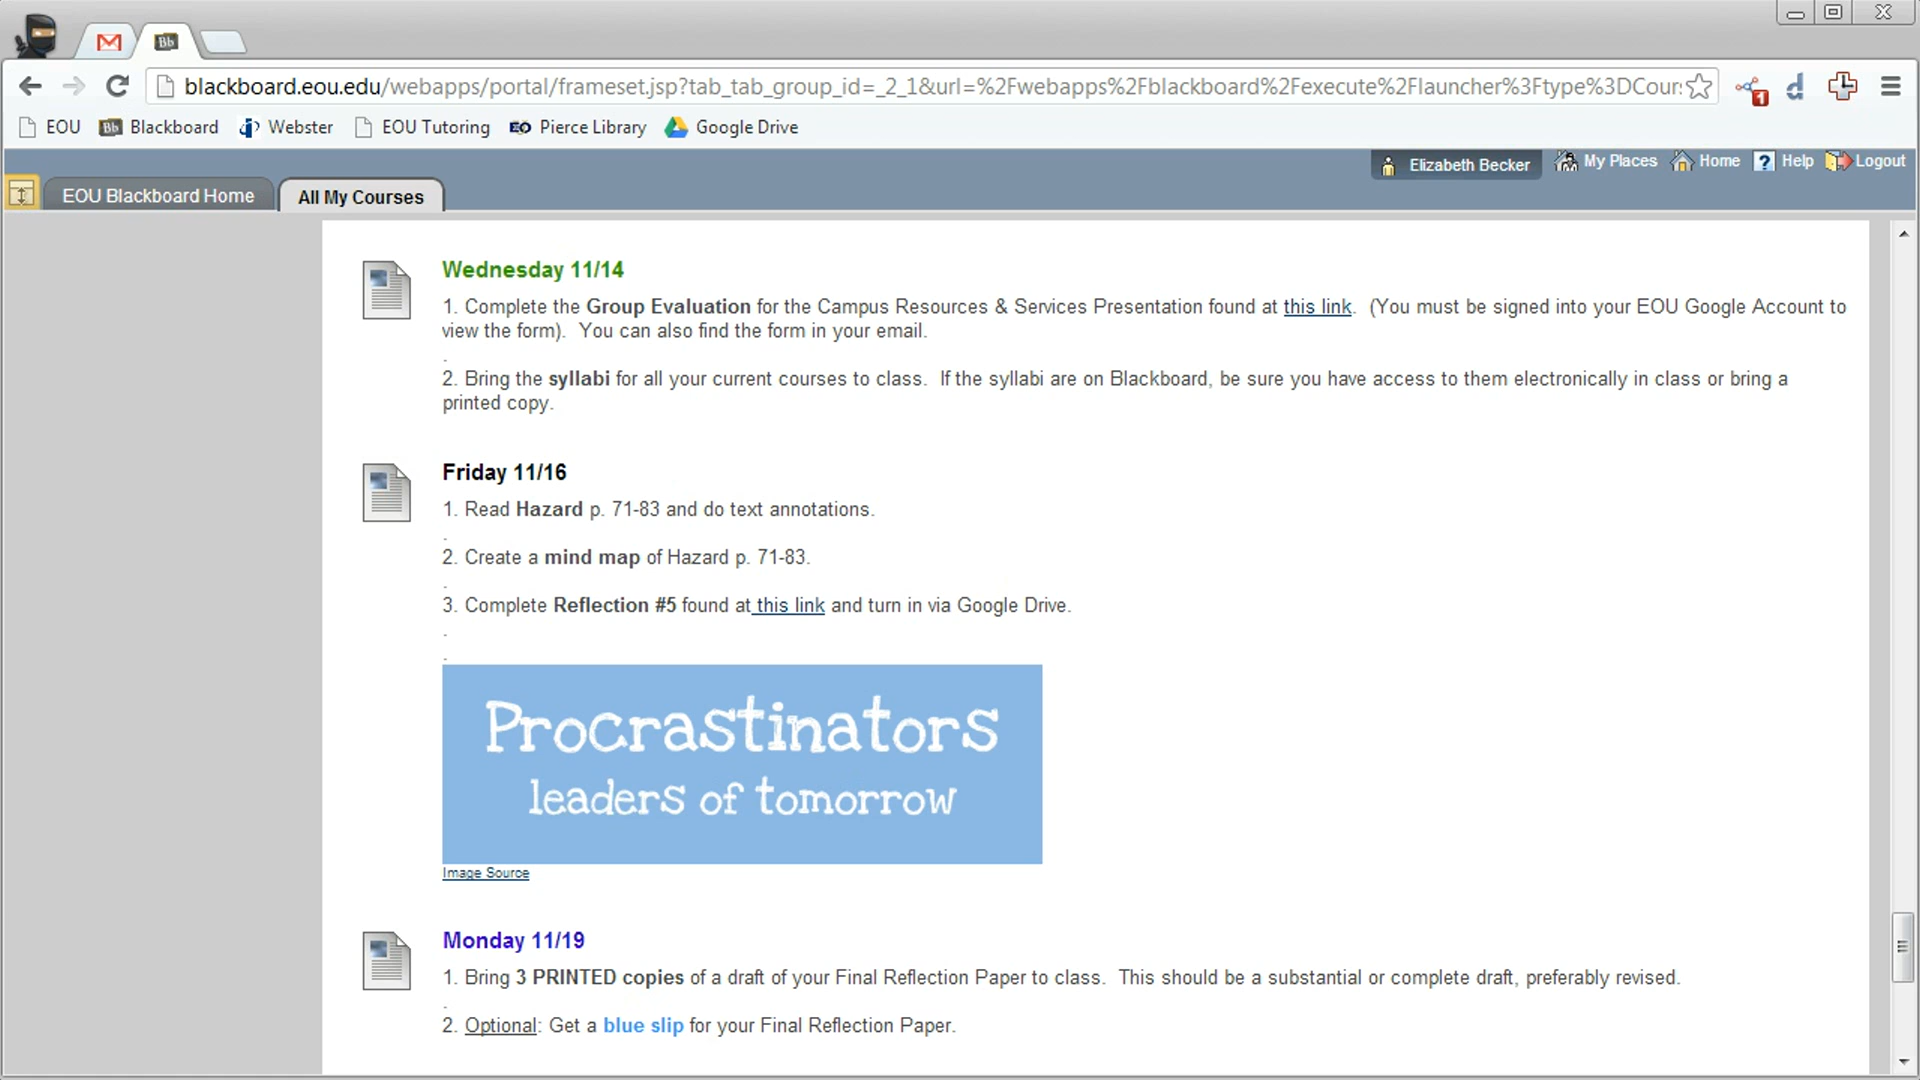 Bb
blackboard.eou.edu/webapps/portal/frameset.jsp?tab_tab_group_id=_2_1&url=%2Fwebapps%2Fblackboard%2Fexecute%2Flauncher%3Ftype%3DCour
1
EOU Bb Blackboard Webster EOU Tutoring EO Pierce Library Google Drive
Elizabeth Becker My Places Home ? Help Logout
EOU Blackboard Home All My Courses
Wednesday 11/14
1. Complete the Group Evaluation for the Campus Resources & Services Presentation found at this link. (You must be signed into your EOU Google Account to
view the form). You can also find the form in your email.
.
2. Bring the syllabi for all your current courses to class. If the syllabi are on Blackboard, be sure you have access to them electronically in class or bring a
printed copy.
Friday 11/16
1. Read Hazard p. 71-83 and do text annotations.
.
2. Create a mind map of Hazard p. 71-83.
.
3. Complete Reflection #5 found at this link and turn in via Google Drive.
.
.
Procrastinators
leaders of tomorrow
Image Source
Monday 11/19
1. Bring 3 PRINTED copies of a draft of your Final Reflection Paper to class. This should be a substantial or complete draft, preferably revised.
.
2. Optional: Get a blue slip for your Final Reflection Paper.